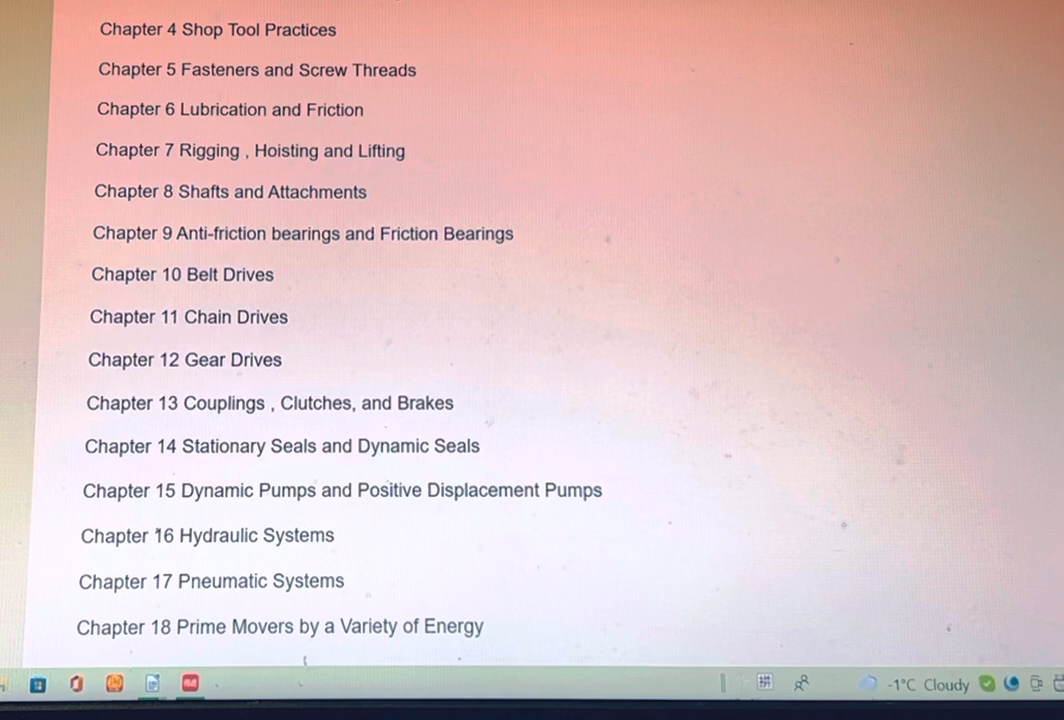 Chapter 4 Shop Tool Practices
Chapter 5 Fasteners and Screw Threads
Chapter 6 Lubrication and Friction
Chapter 7 Rigging , Hoisting and Lifting
Chapter 8 Shafts and Attachments
Chapter 9 Anti-friction bearings and Friction Bearings
Chapter 10 Belt Drives
Chapter 11 Chain Drives
Chapter 12 Gear Drives
Chapter 13 Couplings , Clutches, and Brakes
Chapter 14 Stationary Seals and Dynamic Seals
Chapter 15 Dynamic Pumps and Positive Displacement Pumps
Chapter 16 Hydraulic Systems
Chapter 17 Pneumatic Systems
Chapter 18 Prime Movers by a Variety of Energy
拼 -1°C Cloudy